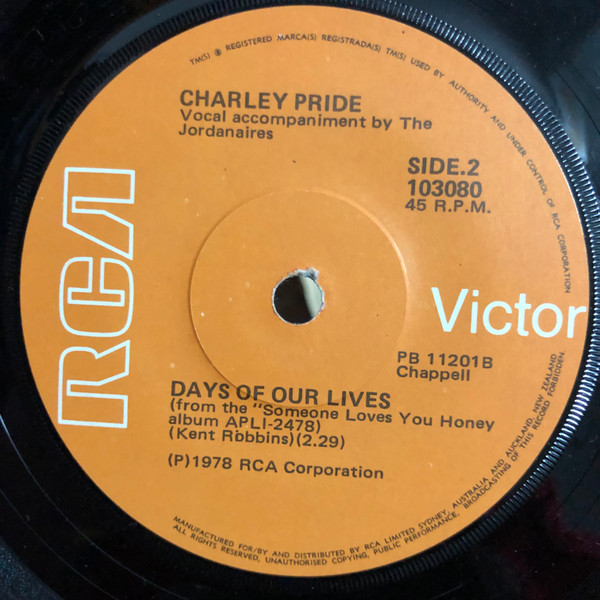 TM(S) ® REGISTERED MARCA(S) REGISTRADA(S) TM(S) USED BY AUTHORITY AND UNDER CONTROL OF RCA CORPORATION
CHARLEY PRIDE
Vocal accompaniment by The
Jordanaires
SIDE.2
103080
45 R.P.M.
RCA
Victor
PB 11201B
Chappell
DAYS OF OUR LIVES
(from the "Someone Loves You Honey
album APLI-2478)
(Kent Robbins)(2.29)
(P)1978 RCA Corporation
MANUFACTURED FOR/BY AND DISTRIBUTED BY RCA LIMITED SYDNEY, AUSTRALIA AND AUCKLAND, NEW ZEALAND
ALL RIGHTS RESERVED, UNAUTHORISED COPYING, PUBLIC PERFORMANCE, BROADCASTING OF THIS RECORD FORBIDDEN.